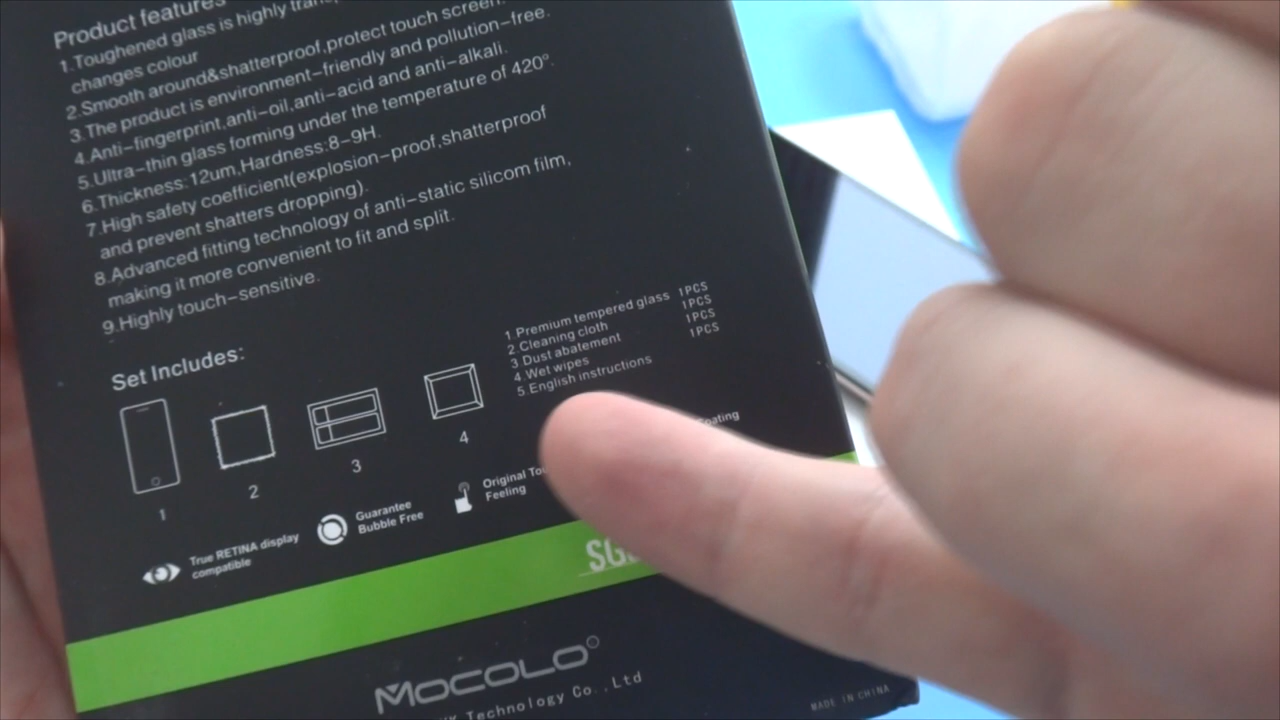 Product features
1.Toughened glass is highly
changes colour
2.Smooth around&shatterproof,protect touch screen.
3.The product is environment-friendly and pollution-free.
4.Anti-fingerprint,anti-oil,anti-acid and anti-alkali.
5.Ultra-thin glass forming under the temperature of 420°.
6.Thickness:12um,Hardness:8-9H.
7.High safety coefficient(explosion-proof,shatterproof
and prevent shatters dropping).
8.Advanced fitting technology of anti-static silicom film,
making it more convenient to fit and split.
9.Highly touch-sensitive.
Set Includes:
1.Premium tempered glass 1PCS
2.Cleaning cloth 1PCS
3 Dust abatement 1PCS
4 Wet wipes 1PCS
5.English instructions
1
2
3
4
True RETINA display
compatible
Guarantee
Bubble Free
Original
Feeling
MOCOLO
Technology Co.,Ltd
MADE IN CHINA